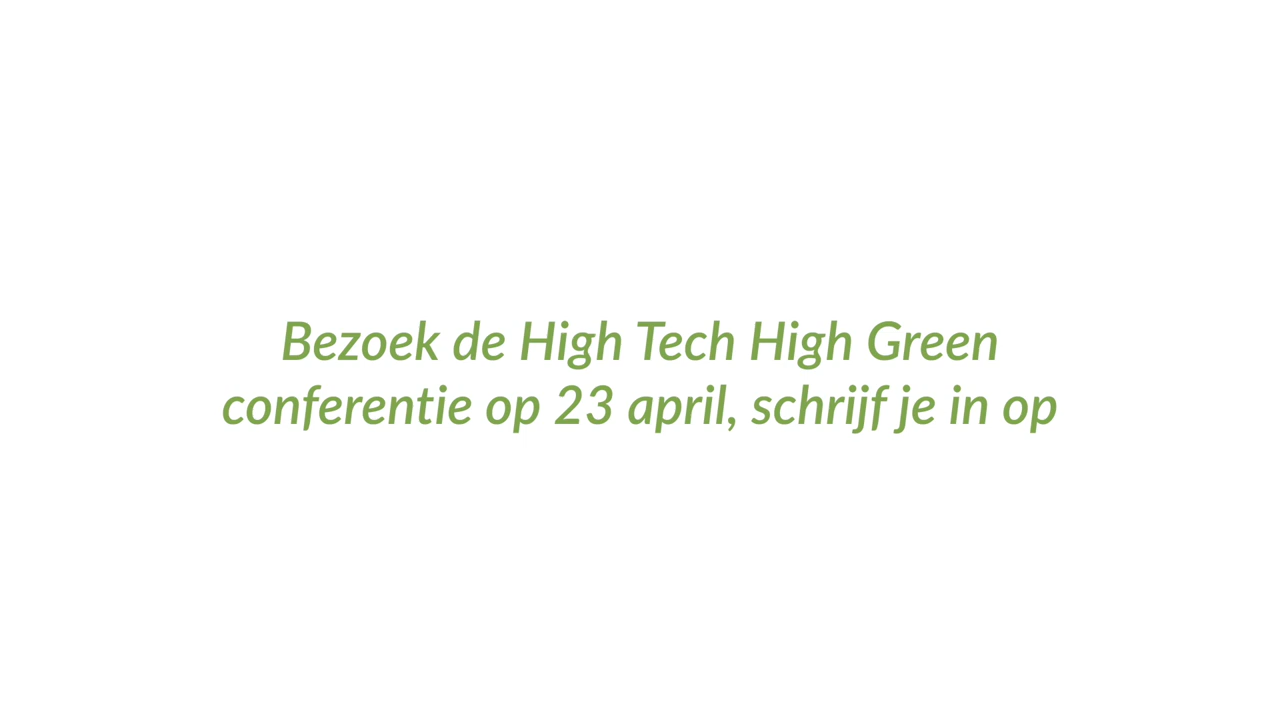 Bezoek de High Tech High Green
conferentie op 23 april, schrijf je in op